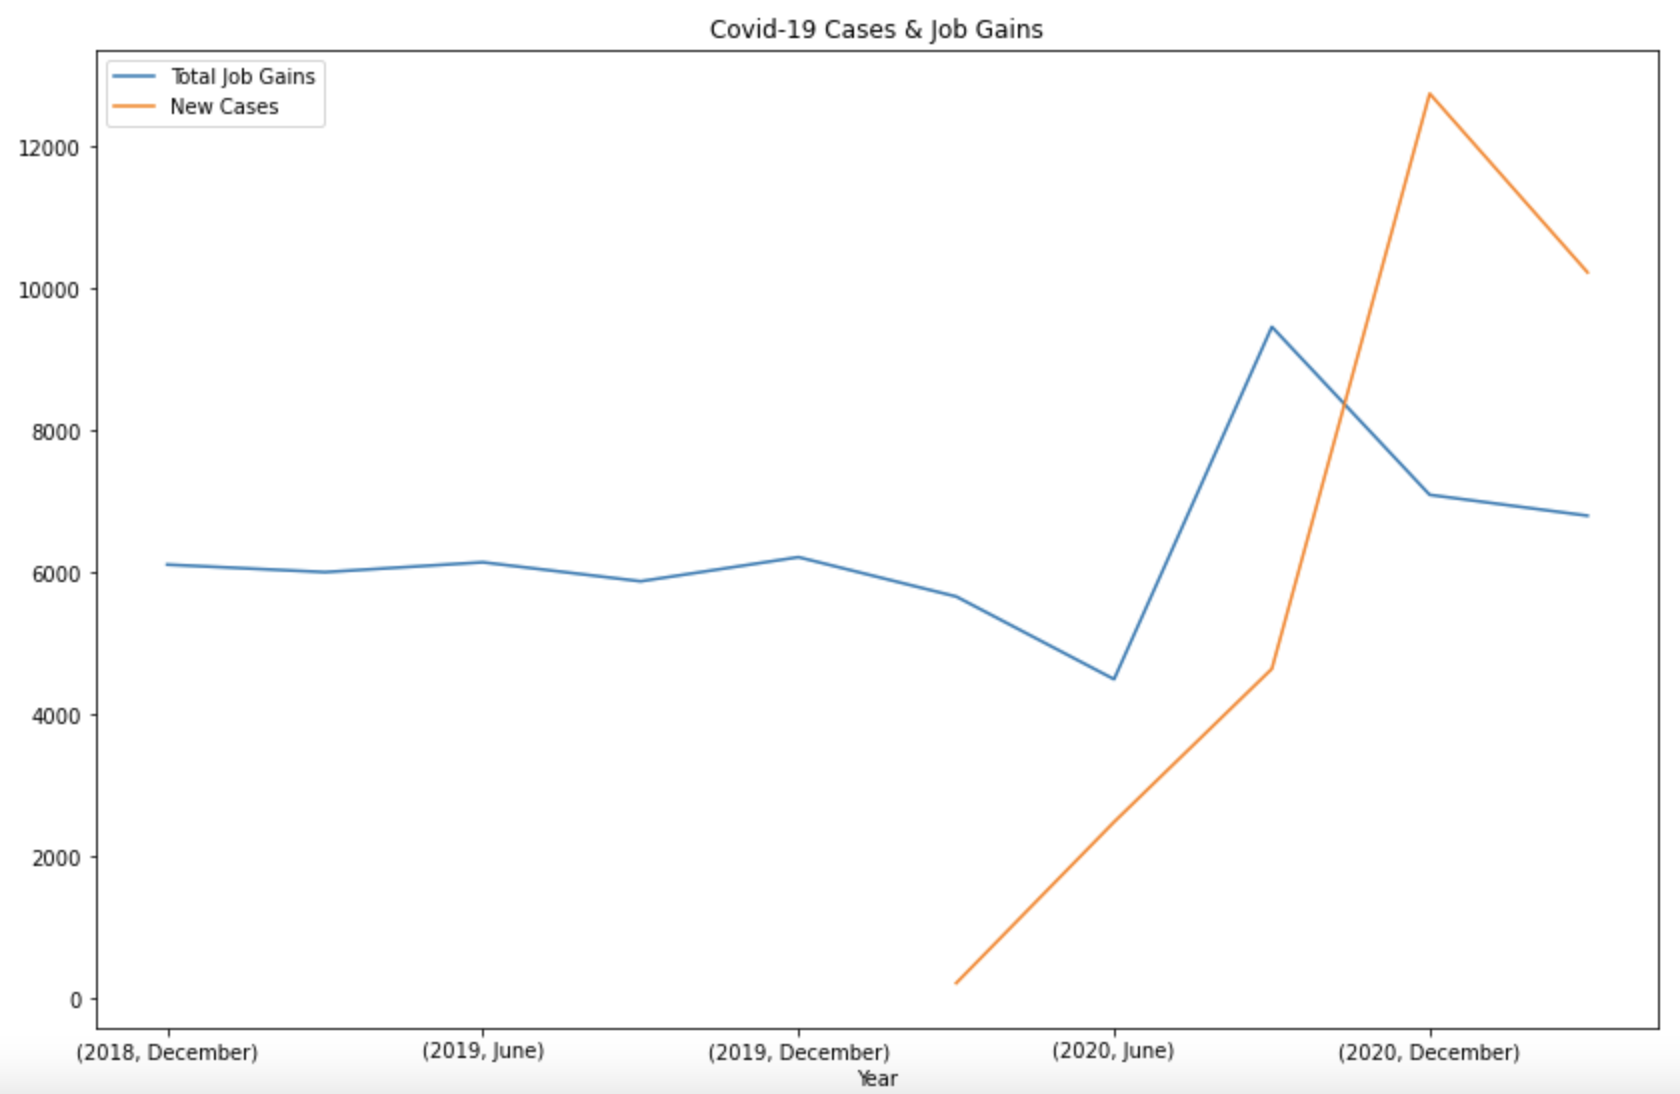 Covid-19 Cases & Job Gains
Total Job Gains
New Cases
12000
10000
8000
6000
4000
2000
0
(2018, December) (2019, June) (2019, December) (2020, June) (2020, December)
Year